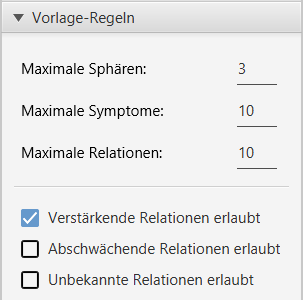 Vorlage-Regeln
Maximale Sphären: 3
Maximale Symptome: 10
Maximale Relationen: 10
Verstärkende Relationen erlaubt
Abschwächende Relationen erlaubt
Unbekannte Relationen erlaubt